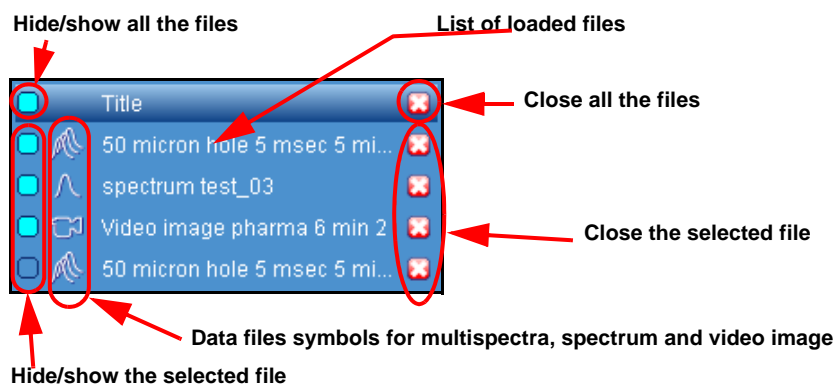 Hide/show all the files
List of loaded files
Title
Close all the files
50 micron hole 5 msec 5 mi...
spectrum test_03
Video image pharma 6 min 2
Close the selected file
50 micron hole 5 msec 5 mi...
Data files symbols for multispectra, spectrum and video image
Hide/show the selected file